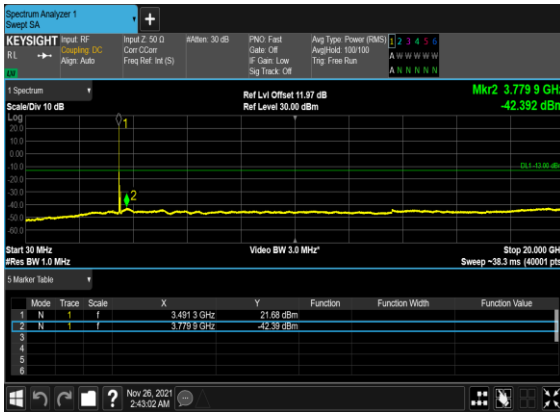 Spectrum Analyzer 1
Swept SA
KEYSIGHT Input: RF Input Z: 50 Ω #Atten: 30 dB PNO: Fast Avg Type: Power (RMS) 1 2 3 4 5 6
RL Coupling: DC Corr CCorr Gate: Off Avg|Hold: 100/100 A W W W W W
Align: Auto Freq Ref: Int (S) IF Gain: Low Trig: Free Run
Sig Track: Off A N N N N N
1 Spectrum Ref Lvl Offset 11.97 dB Mkr2 3.779 9 GHz
Scale/Div 10 dB Ref Level 30.00 dBm -42.392 dBm
Log
20.0
10.0
0.00
-10.0
DL1 -13.00 dBm
-20.0
-30.0
-40.0
-50.0
-60.0
1
2
Start 30 MHz Video BW 3.0 MHz* Stop 20.000 GHz
#Res BW 1.0 MHz Sweep ~38.3 ms (40001 pts)
5 Marker Table
Mode Trace Scale X Y Function Function Width Function Value
1 N 1 f 3.491 3 GHz 21.68 dBm
2 N 1 f 3.779 9 GHz -42.39 dBm
3
4
5
6
? Nov 26, 2021
2:43:02 AM